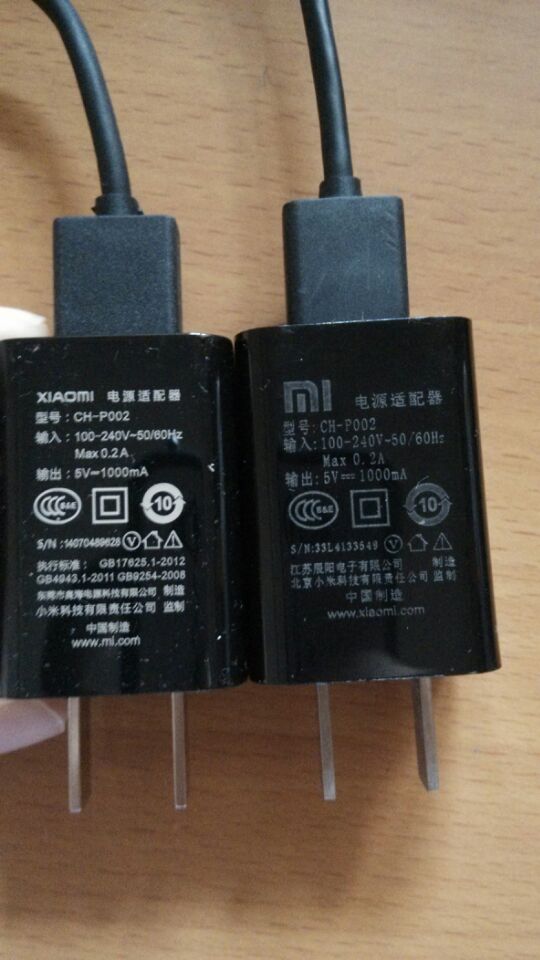 XIAOMI 电源适配器
型号：CH-P002
输入：100-240V~50/60Hz
Max 0.2A
输出：5V⎓1000mA
CCC S&E
10
S/N：14070489628 V
执行标准：GB17625.1-2012
GB4943.1-2011 GB9254-2008
东莞市奥海电源科技有限公司 制造
小米科技有限责任公司 监制
中国制造
www.mi.com
mi 电源适配器
型号：CH-P002
输入：100-240V~50/60Hz
Max 0.2A
输出：5V⎓1000mA
CCC S&E
10
S/N:33L4133549 V
江苏辰阳电子有限公司 制造
北京小米科技有限责任公司 监制
中国制造
www.xiaomi.com